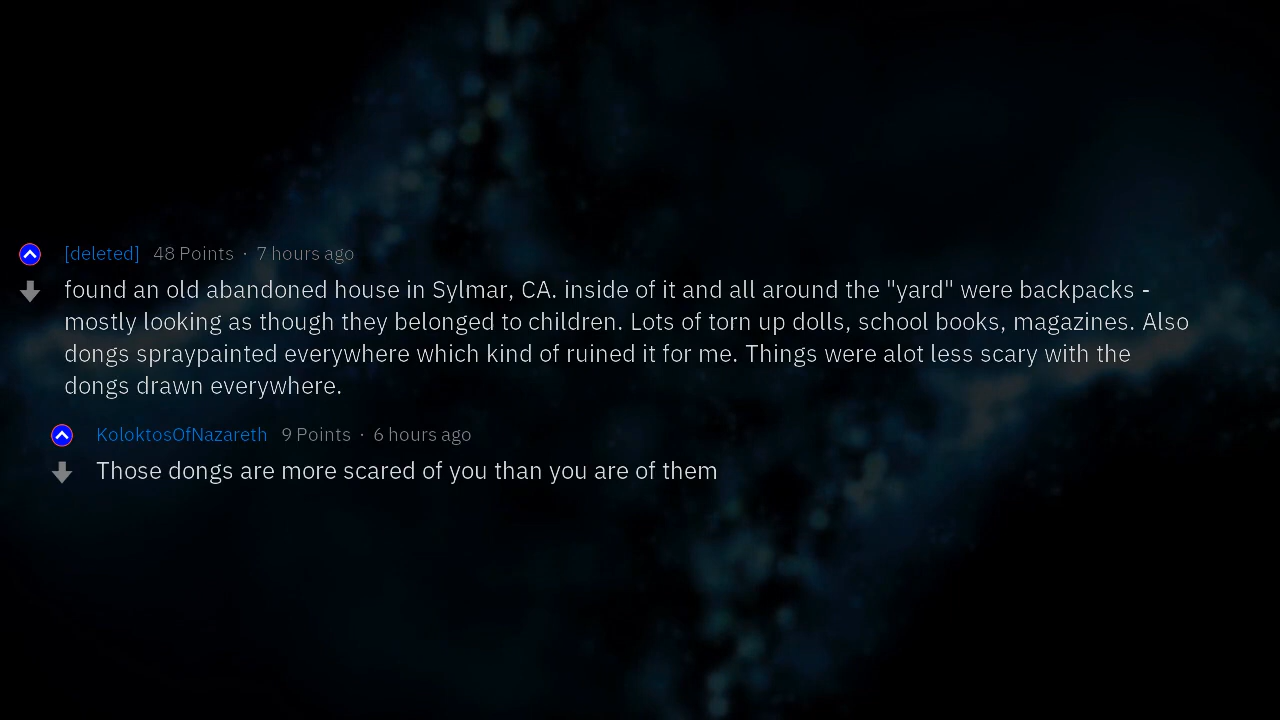 [deleted] 48 Points · 7 hours ago
found an old abandoned house in Sylmar, CA. inside of it and all around the "yard" were backpacks -
mostly looking as though they belonged to children. Lots of torn up dolls, school books, magazines. Also
dongs spraypainted everywhere which kind of ruined it for me. Things were alot less scary with the
dongs drawn everywhere.
KoloktosOfNazareth 9 Points · 6 hours ago
Those dongs are more scared of you than you are of them